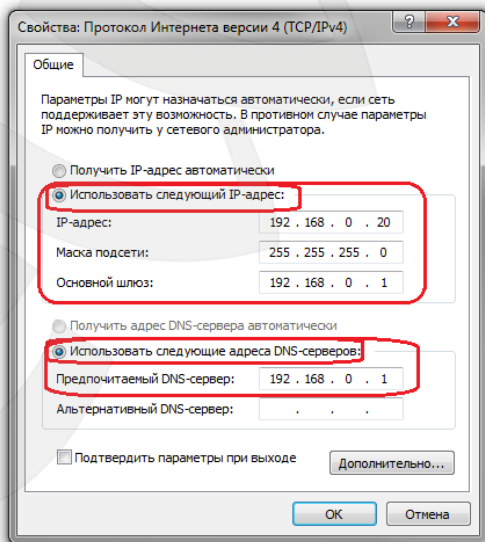 Свойства: Протокол Интернета версии 4 (TCP/IPv4)
Общие
Параметры IP могут назначаться автоматически, если сеть
поддерживает эту возможность. В противном случае параметры
IP можно получить у сетевого администратора.
Получить IP-адрес автоматически
Использовать следующий IP-адрес:
IP-адрес: 192 . 168 . 0 . 20
Маска подсети: 255 . 255 . 255 . 0
Основной шлюз: 192 . 168 . 0 . 1
Получить адрес DNS-сервера автоматически
Использовать следующие адреса DNS-серверов:
Предпочитаемый DNS-сервер: 192 . 168 . 0 . 1
Альтернативный DNS-сервер: . . .
Подтвердить параметры при выходе
Дополнительно...
OK Отмена